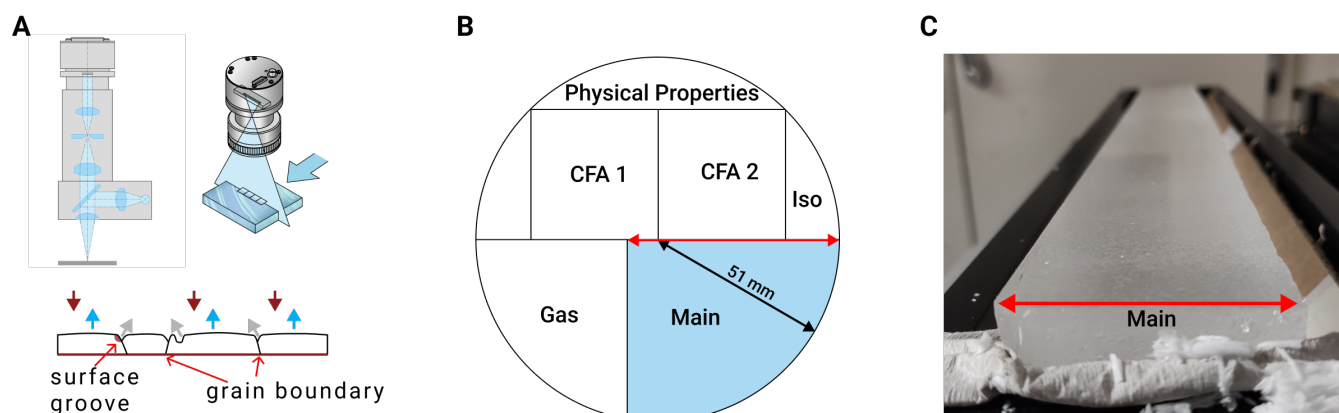 A
surface
groove
grain boundary
B
Physical Properties
CFA 1
CFA 2
Iso
51 mm
Gas
Main
C
Main